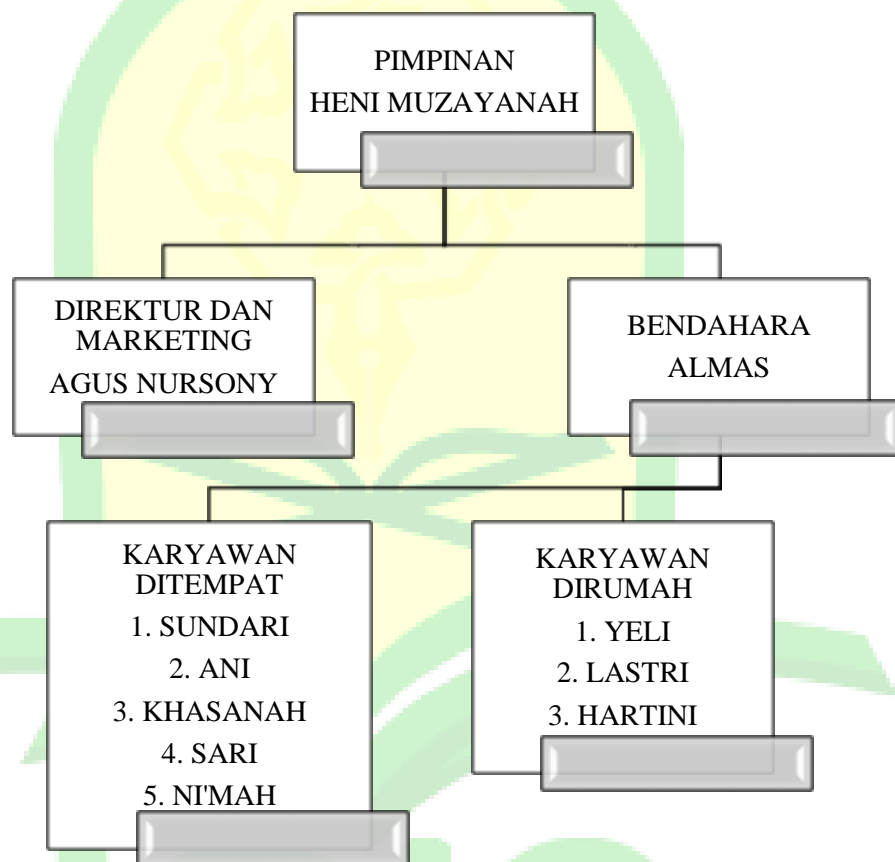 PIMPINAN
HENI MUZAYANAH
DIREKTUR DAN
MARKETING
AGUS NURSONY
BENDAHARA
ALMAS
KARYAWAN
DITEMPAT
1. SUNDARI
2. ANI
3. KHASANAH
4. SARI
5. NI'MAH
KARYAWAN
DIRUMAH
1. YELI
2. LASTRI
3. HARTINI